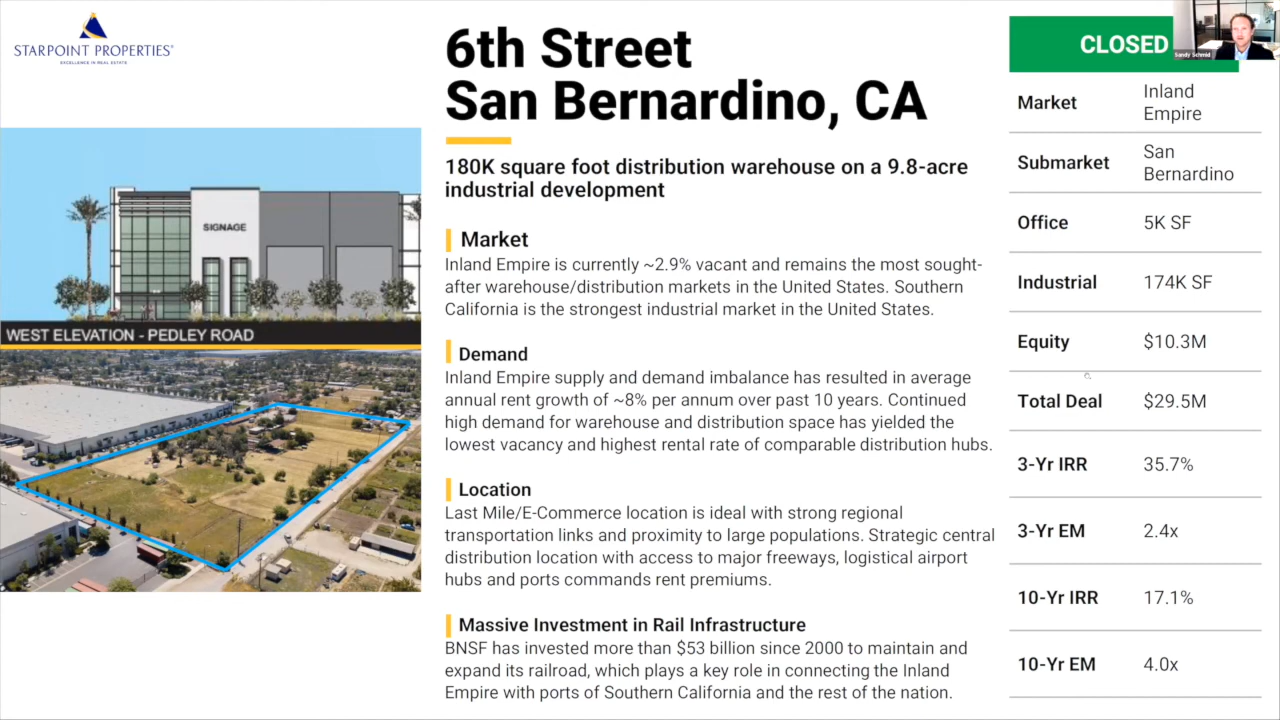 STARPOINT PROPERTIES®
EXCELLENCE IN REAL ESTATE
SIGNAGE
WEST ELEVATION - PEDLEY ROAD
6th Street
San Bernardino, CA
180K square foot distribution warehouse on a 9.8-acre
industrial development
Market
Inland Empire is currently ~2.9% vacant and remains the most sought-
after warehouse/distribution markets in the United States. Southern
California is the strongest industrial market in the United States.
Demand
Inland Empire supply and demand imbalance has resulted in average
annual rent growth of ~8% per annum over past 10 years. Continued
high demand for warehouse and distribution space has yielded the
lowest vacancy and highest rental rate of comparable distribution hubs.
Location
Last Mile/E-Commerce location is ideal with strong regional
transportation links and proximity to large populations. Strategic central
distribution location with access to major freeways, logistical airport
hubs and ports commands rent premiums.
Massive Investment in Rail Infrastructure
BNSF has invested more than $53 billion since 2000 to maintain and
expand its railroad, which plays a key role in connecting the Inland
Empire with ports of Southern California and the rest of the nation.
CLOSED
Sandy Schmid
Market Inland
Empire
Submarket San
Bernardino
Office 5K SF
Industrial 174K SF
Equity $10.3M
Total Deal $29.5M
3-Yr IRR 35.7%
3-Yr EM 2.4x
10-Yr IRR 17.1%
10-Yr EM 4.0x